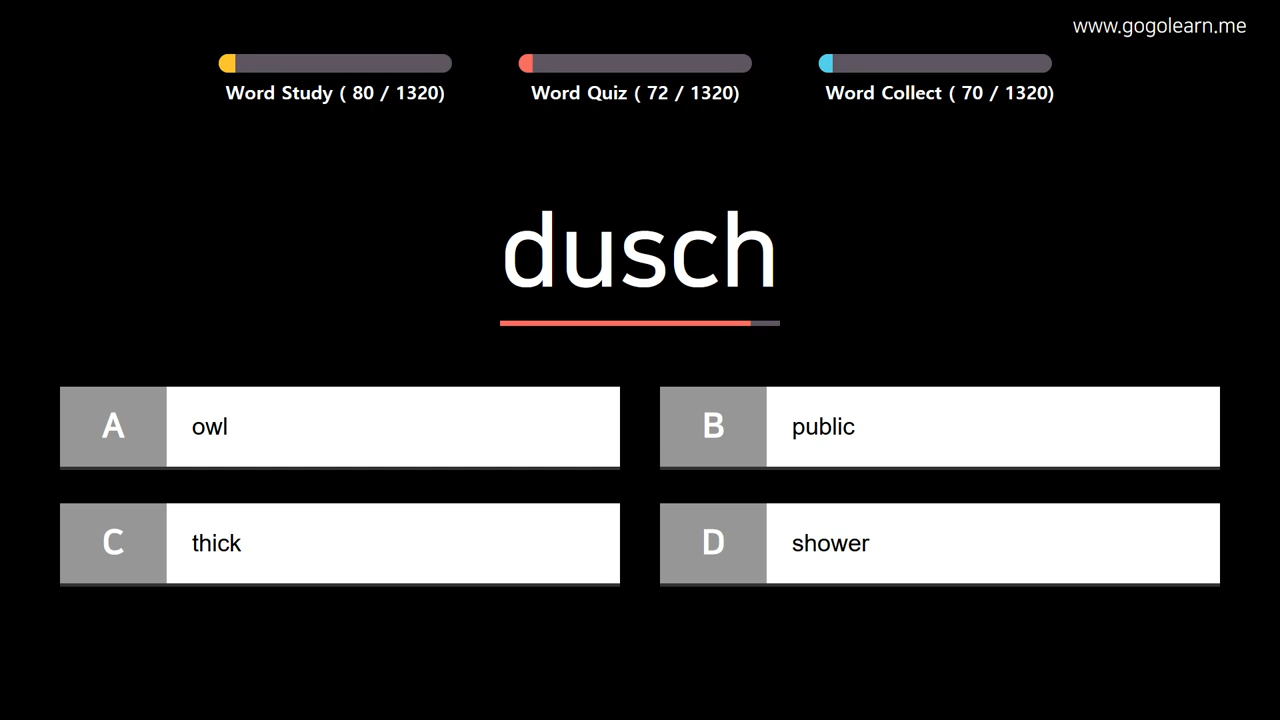 www.gogolearn.me
Word Study ( 80 / 1320)
Word Quiz ( 72 / 1320)
Word Collect ( 70 / 1320)
dusch
A
owl
B
public
C
thick
D
shower